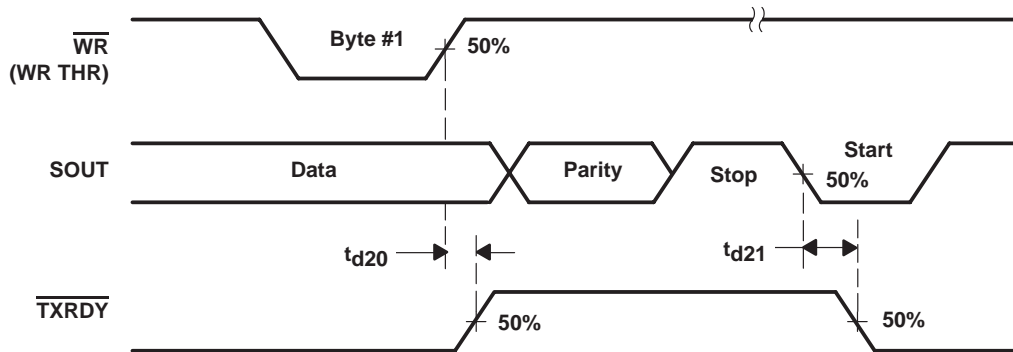 WR
(WR THR)
Byte #1
50%
SOUT
Data
Parity
Stop
Start
50%
td20
td21
TXRDY
50%
50%